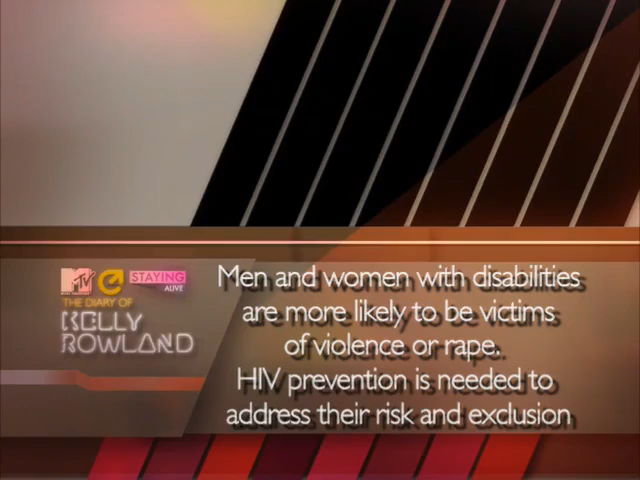 MTV
STAYING
ALIVE
THE DIARY OF
KELLY
ROWLAND
Men and women with disabilities
are more likely to be victims
of violence or rape.
HIV prevention is needed to
address their risk and exclusion